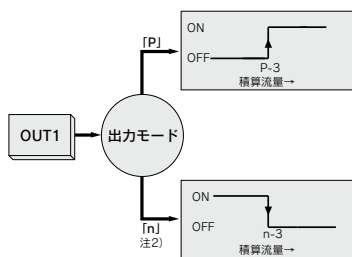 「P」
ON
OFF
P-3
積算流量→
OUT1
出力モード
「n」
注2)
ON
OFF
n-3
積算流量→